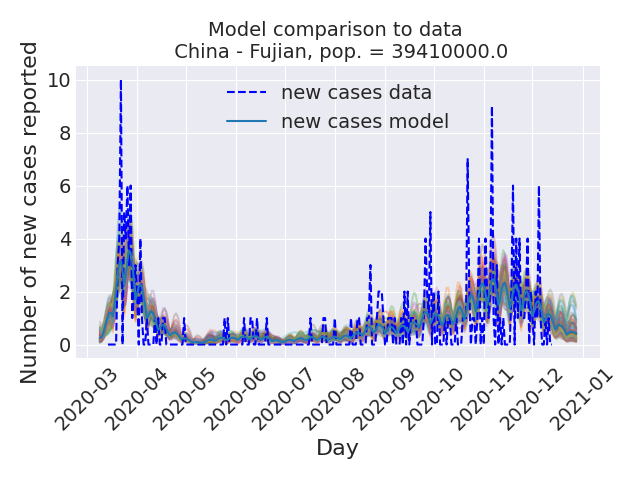 Model comparison to data
China - Fujian, pop. = 39410000.0
Number of new cases reported
10
8
6
4
2
0
new cases data
new cases model
2020-03
2020-04
2020-05
2020-06
2020-07
2020-08
2020-09
2020-10
2020-11
2020-12
2021-01
Day